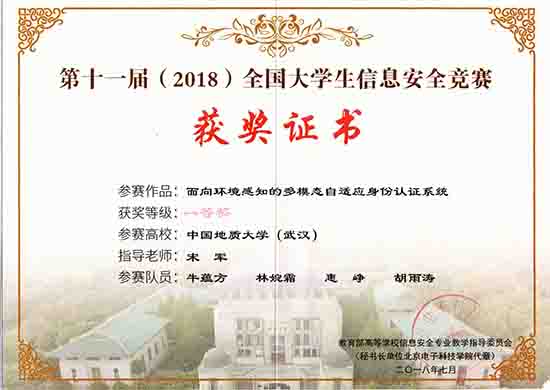 第十一届（2018）全国大学生信息安全竞赛
获奖证书
参赛作品：面向环境感知的多模态自适应身份认证系统
获奖等级：一等奖
参赛高校：中国地质大学（武汉）
指导老师：宋 军
参赛队员：牛蕴方 林婉霜 惠 峥 胡雨涛
教育部高等学校信息安全专业教学指导委员会
（秘书长单位北京电子科技学院代章）
二〇一八年七月